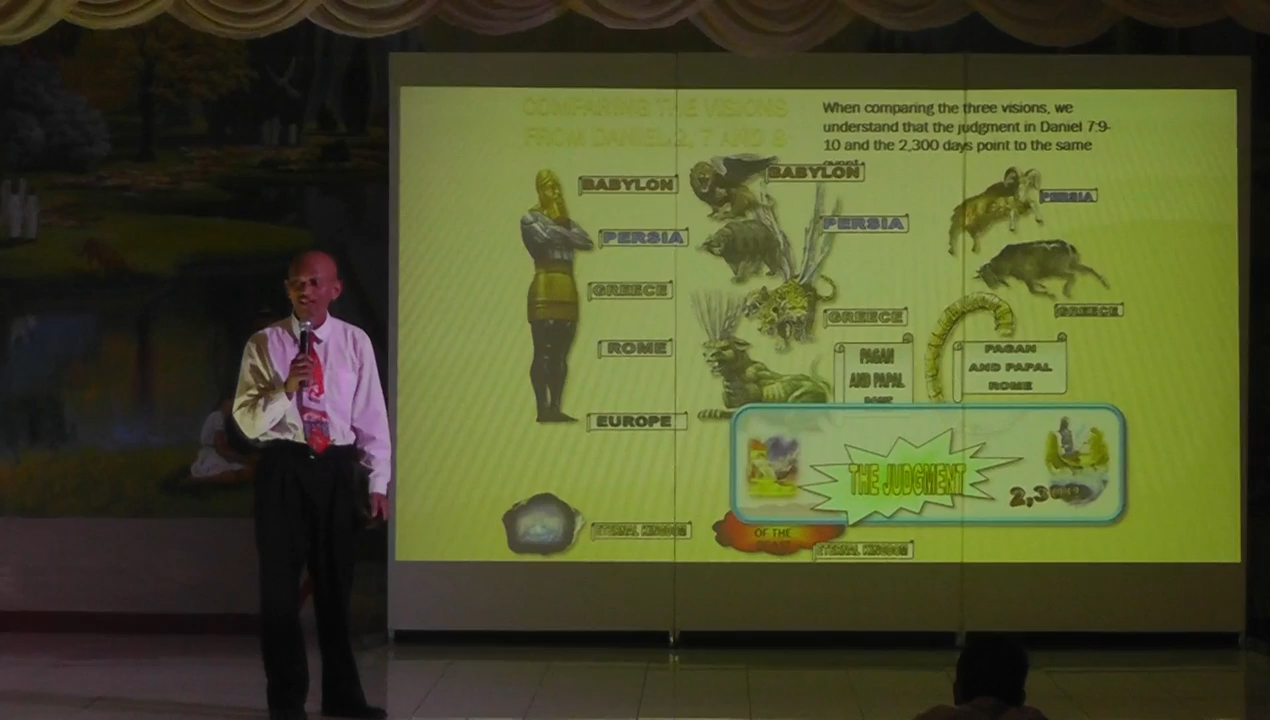 COMPARING THE VISIONS
FROM DANIEL 2, 7 AND 8
When comparing the three visions, we
understand that the judgment in Daniel 7:9-
10 and the 2,300 days point to the same
BABYLON
PERSIA
GREECE
ROME
EUROPE
ETERNAL KINGDOM
BABYLON
PERSIA
GREECE
PAGAN
AND PAPAL
OF THE
ETERNAL KINGDOM
PERSIA
GREECE
PAGAN
AND PAPAL
ROME
THE JUDGMENT
2,300